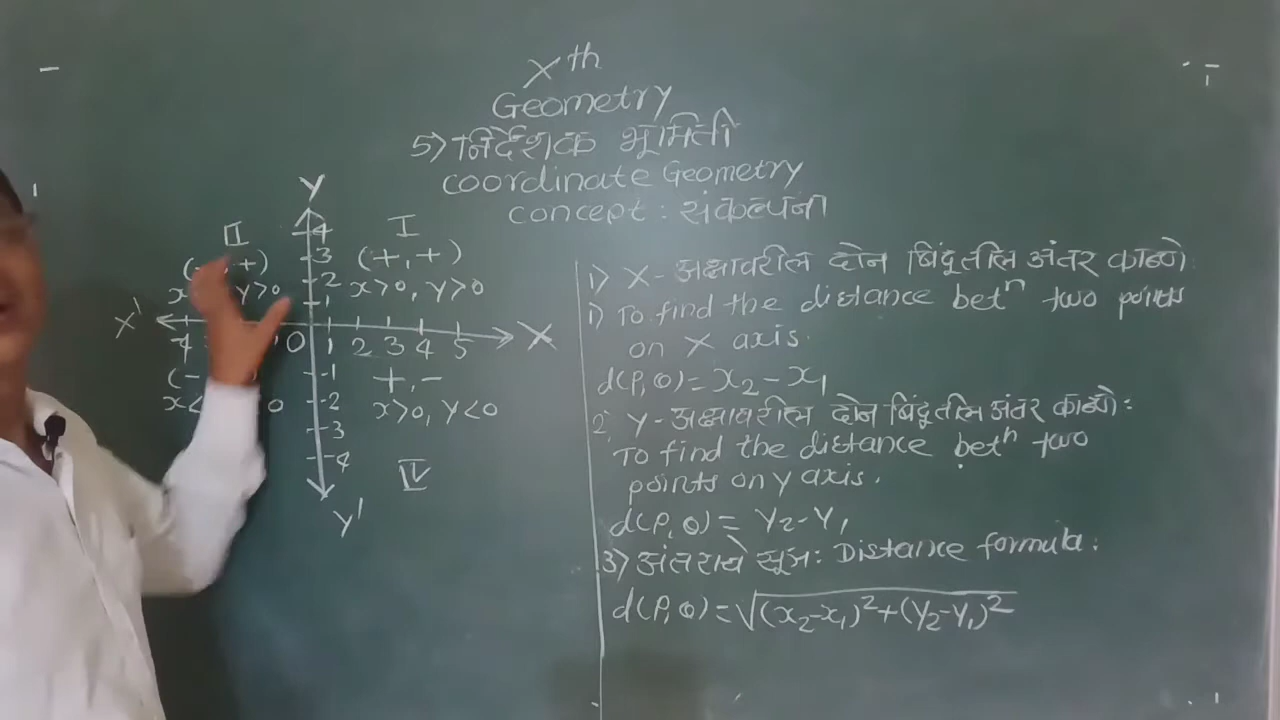 Xth
Geometry
5) निर्देशक भूमिती
coordinate Geometry
concept : संकल्पना
Y
II
I
4
3
2
1
(+,+)
x>0, y>0
y>0
X'
X
4
0
1 2 3 4 5
-1
-2
-3
-4
+,-
x>0, y<0
IV
Y'
1) X - अक्षावरील दोन बिंदूतील अंतर काढणे
1) To find the distance betn two points
on X axis.
d(P,Q) = x2 - x1
2. Y - अक्षावरील दोन बिंदूतील अंतर काढणे :
To find the distance betn two
points on y axis.
d(P,Q) = Y2 - Y1
3) अंतराचे सूत्र : Distance formula :
d(P,Q) = √(x2-x1)²+(Y2-Y1)²